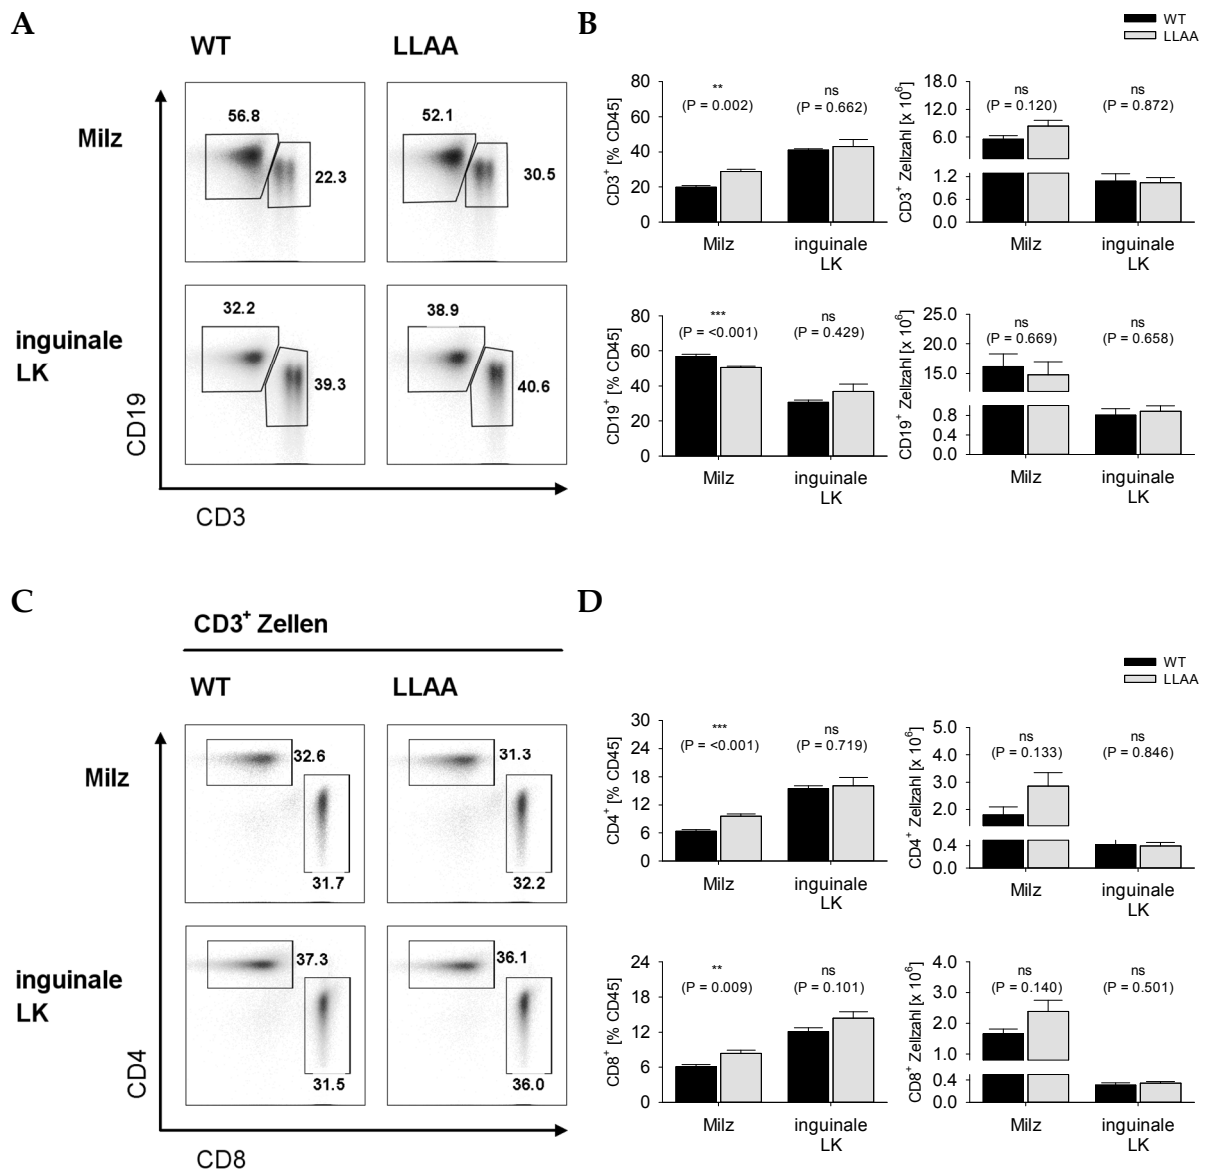 A
WT
LLAA
Milz
56.8
22.3
52.1
30.5
inguinale
LK
32.2
39.3
38.9
40.6
CD19
CD3
B
WT
LLAA
CD3+ [% CD45]
80
60
40
20
0
**
(P = 0.002)
ns
(P = 0.662)
Milz
inguinale
LK
CD3+ Zellzahl [x 10^6]
18.0
12.0
6.0
1.2
0.6
0.0
ns
(P = 0.120)
ns
(P = 0.872)
Milz
inguinale
LK
CD19+ [% CD45]
80
60
40
20
0
***
(P = <0.001)
ns
(P = 0.429)
Milz
inguinale
LK
CD19+ Zellzahl [x 10^6]
25.0
20.0
15.0
0.8
0.4
0.0
ns
(P = 0.669)
ns
(P = 0.658)
Milz
inguinale
LK
C
CD3+ Zellen
WT
LLAA
Milz
32.6
31.7
31.3
32.2
inguinale
LK
37.3
31.5
36.1
36.0
CD4
CD8
D
WT
LLAA
CD4+ [% CD45]
30
24
18
12
6
0
***
(P = <0.001)
ns
(P = 0.719)
Milz
inguinale
LK
CD4+ Zellzahl [x 10^6]
5.0
4.0
3.0
2.0
0.4
0.0
ns
(P = 0.133)
ns
(P = 0.846)
Milz
inguinale
LK
CD8+ [% CD45]
24
18
12
6
0
**
(P = 0.009)
ns
(P = 0.101)
Milz
inguinale
LK
CD8+ Zellzahl [x 10^6]
4.0
3.0
2.0
1.0
0.4
0.0
ns
(P = 0.140)
ns
(P = 0.501)
Milz
inguinale
LK